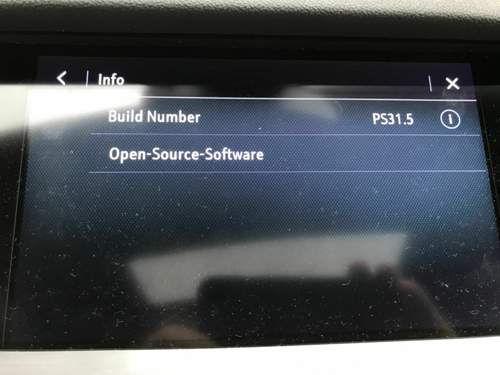 Info
Build Number PS31.5
Open-Source-Software